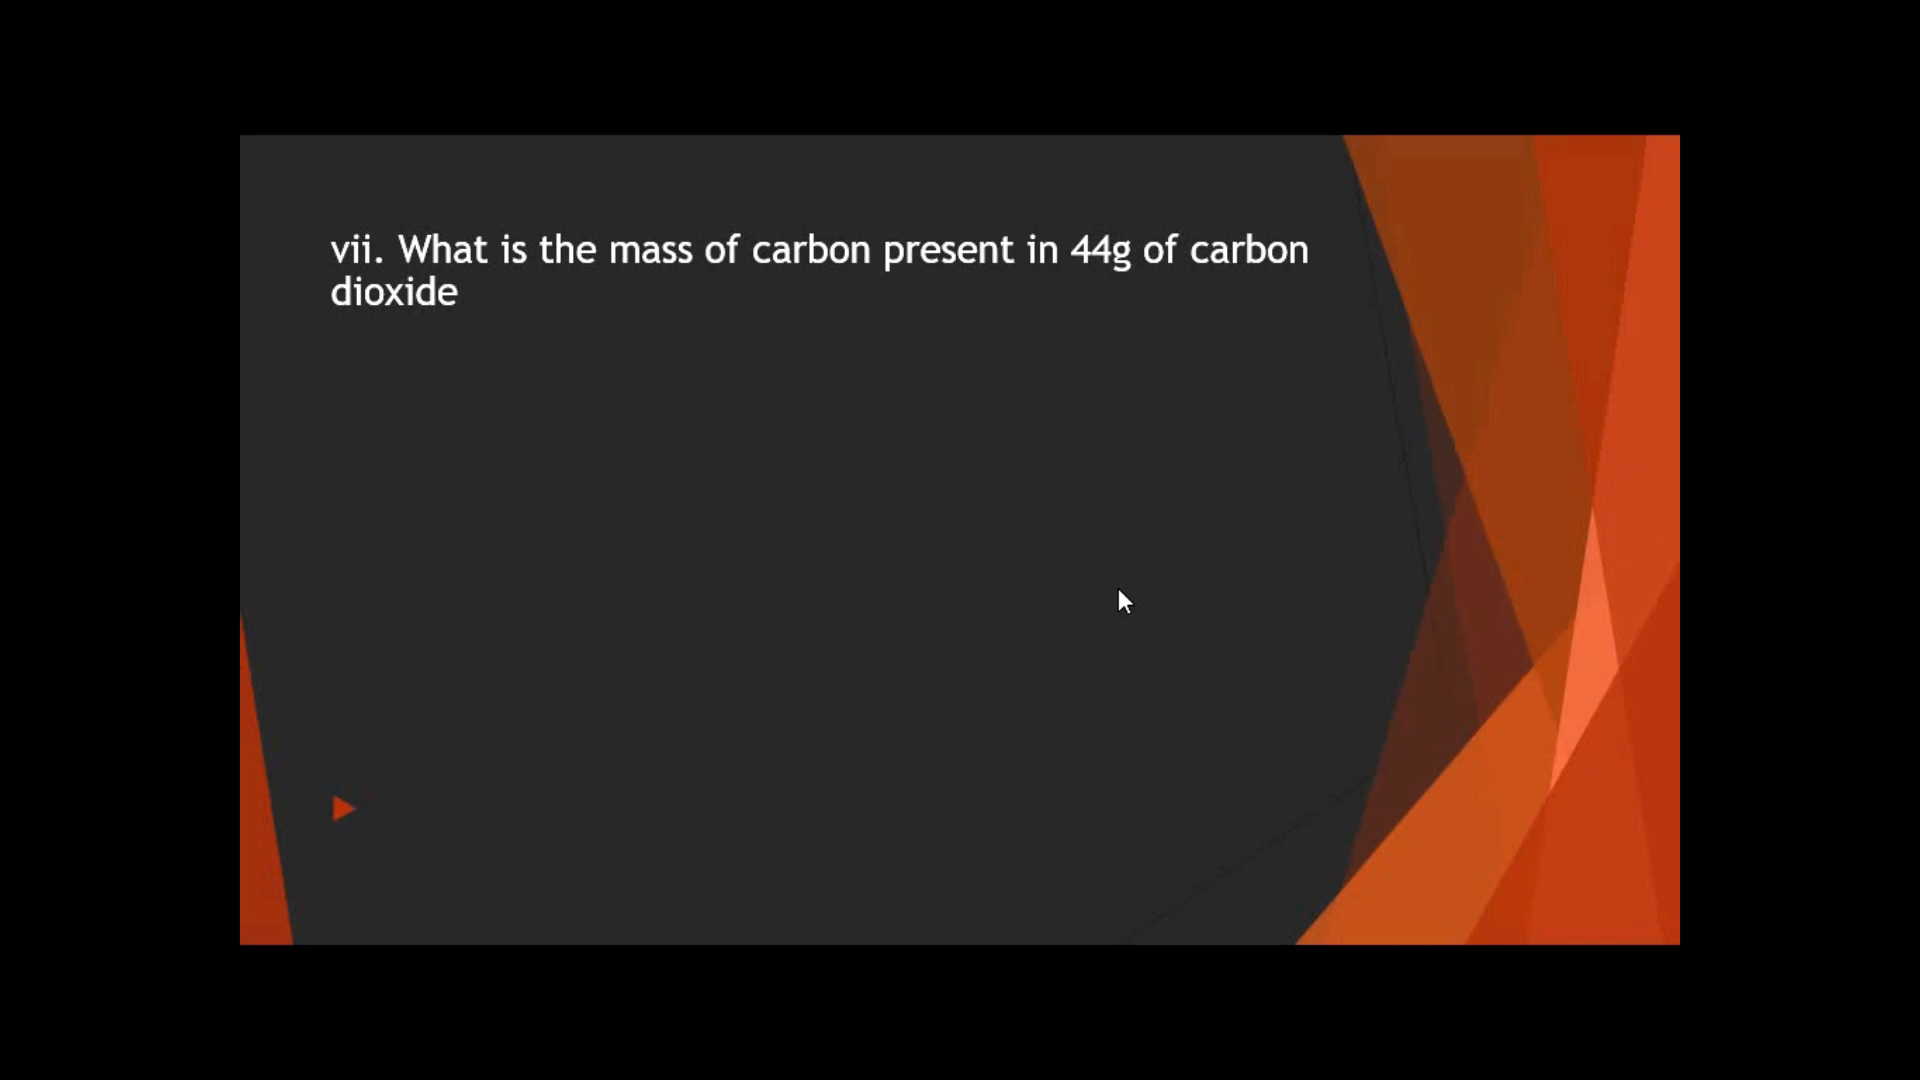 vii. What is the mass of carbon present in 44g of carbon
dioxide